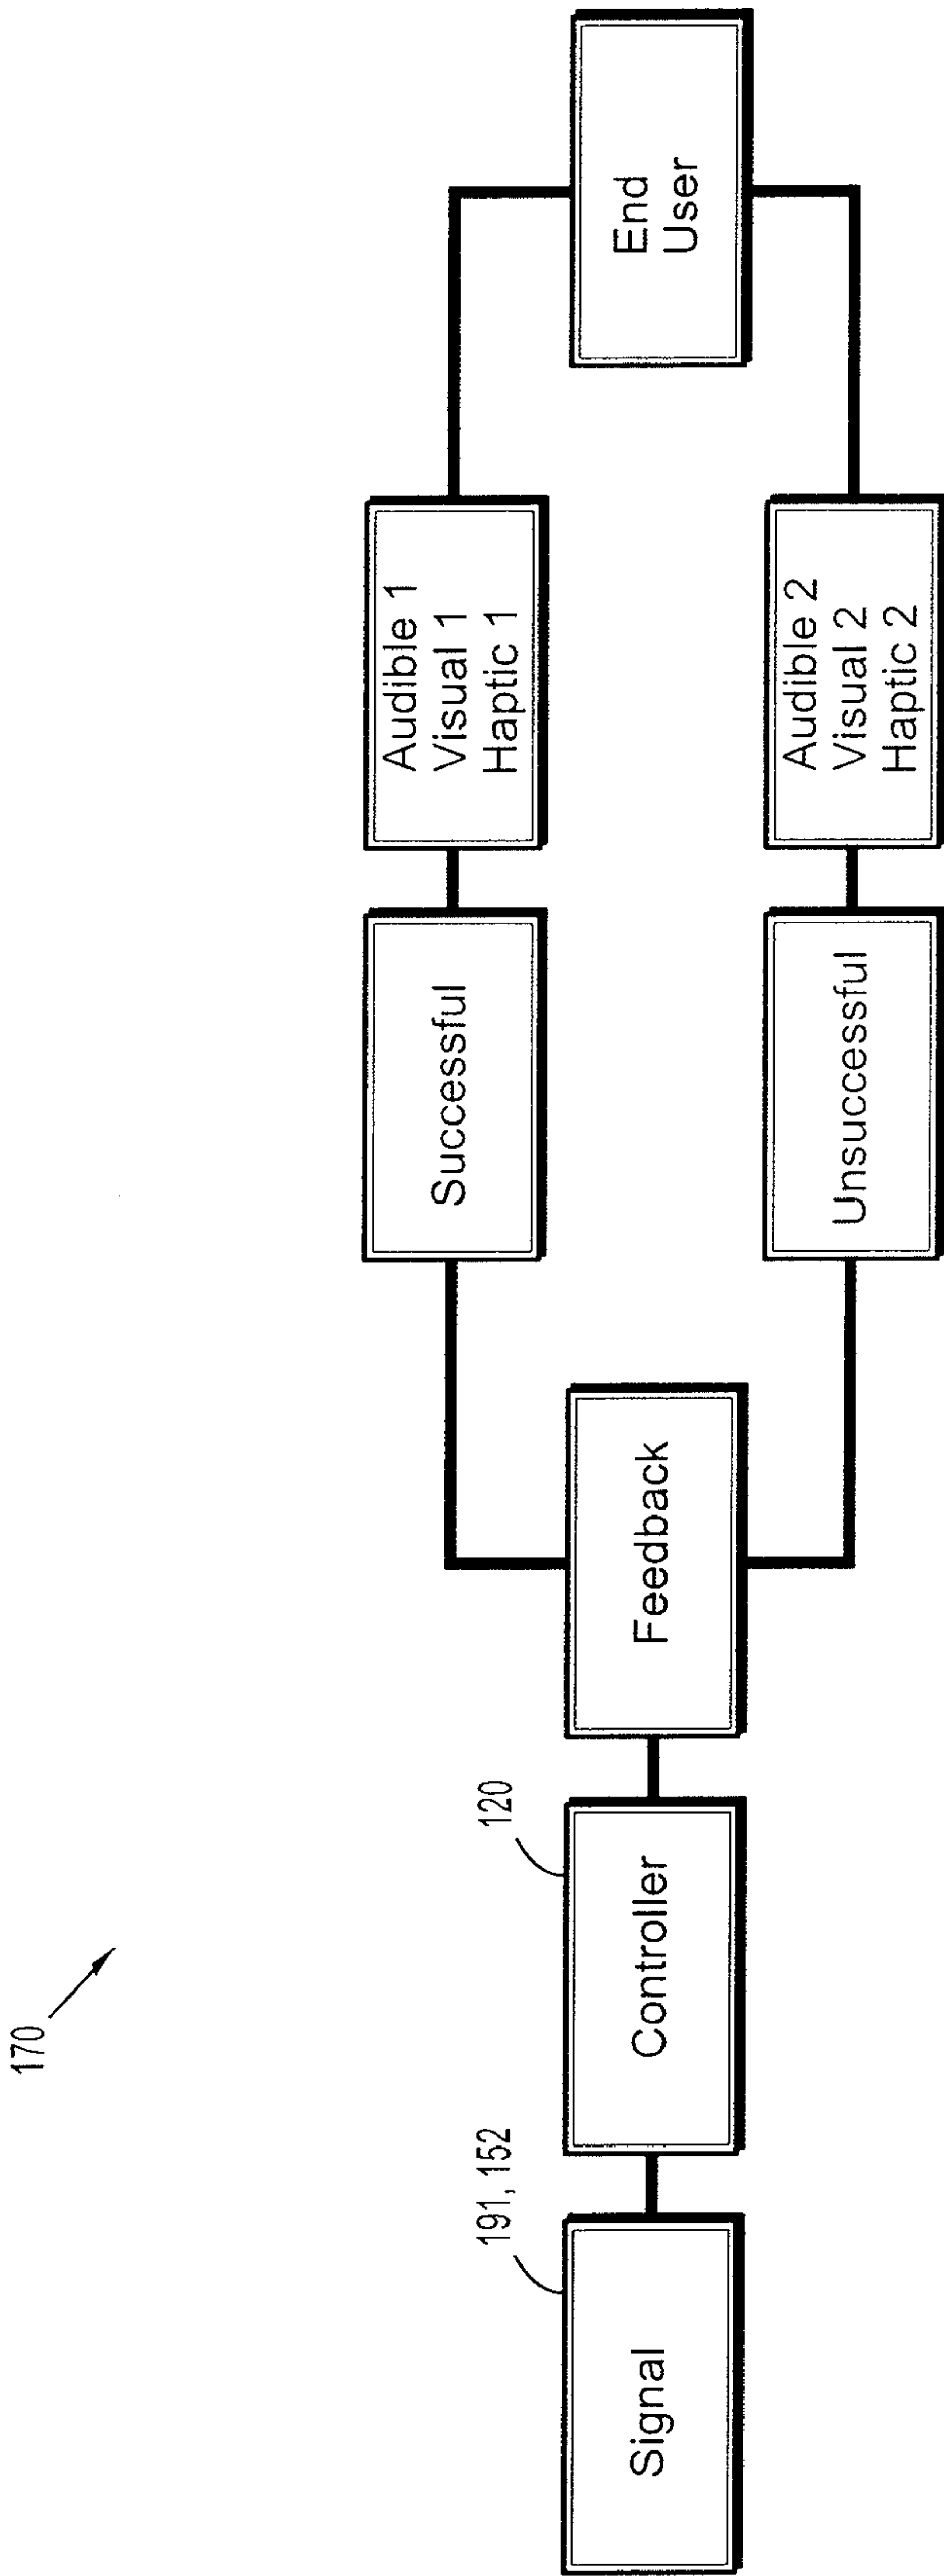 170
191, 152
Signal
120
Controller
Feedback
Successful
Audible 1
Visual 1
Haptic 1
Unsuccessful
Audible 2
Visual 2
Haptic 2
End
User